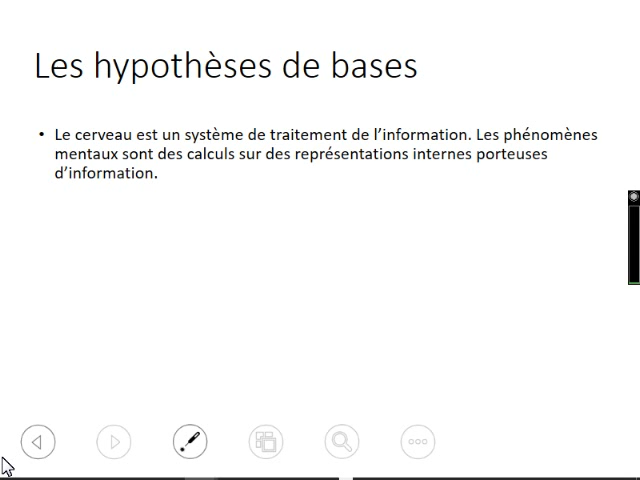 Les hypothèses de bases
• Le cerveau est un système de traitement de l’information. Les phénomènes
mentaux sont des calculs sur des représentations internes porteuses
d’information.